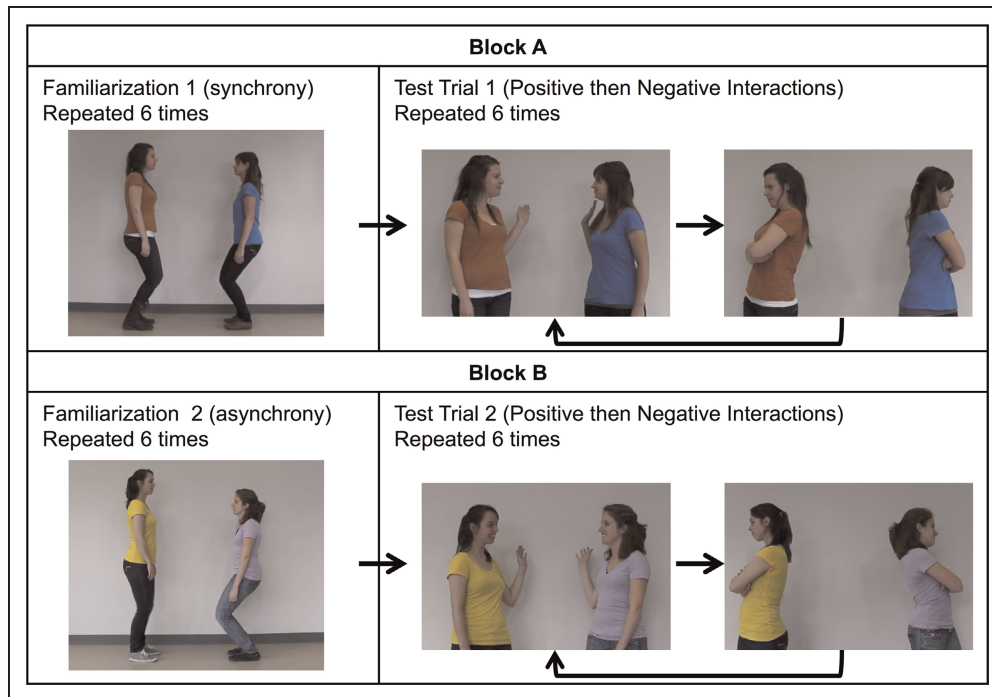 Block A
Familiarization 1 (synchrony)
Repeated 6 times
Test Trial 1 (Positive then Negative Interactions)
Repeated 6 times
Block B
Familiarization 2 (asynchrony)
Repeated 6 times
Test Trial 2 (Positive then Negative Interactions)
Repeated 6 times